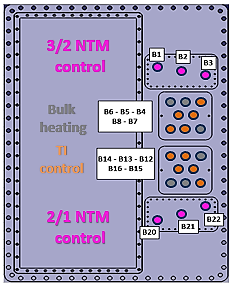 3/2 NTM
control
B1
B2
B3
Bulk
heating
TI
control
B6 - B5 - B4
B8 - B7
B14 - B13 - B12
B16 - B15
2/1 NTM
control
B20
B21
B22